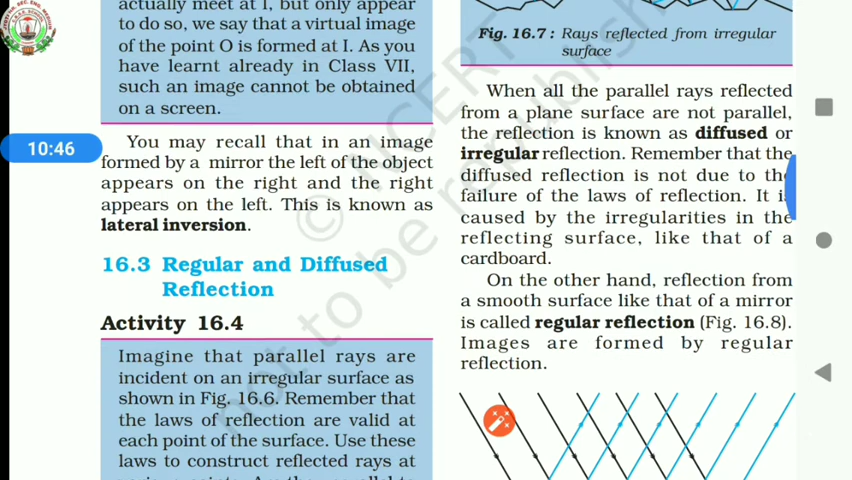 actually meet at I, but only appear
to do so, we say that a virtual image
of the point O is formed at I. As you
have learnt already in Class VII,
such an image cannot be obtained
on a screen.
You may recall that in an image
formed by a mirror the left of the object
appears on the right and the right
appears on the left. This is known as
lateral inversion.
16.3 Regular and Diffused
Reflection
Activity 16.4
Imagine that parallel rays are
incident on an irregular surface as
shown in Fig. 16.6. Remember that
the laws of reflection are valid at
each point of the surface. Use these
laws to construct reflected rays at
10:46
Fig. 16.7 : Rays reflected from irregular
surface
When all the parallel rays reflected
from a plane surface are not parallel,
the reflection is known as diffused or
irregular reflection. Remember that the
diffused reflection is not due to the
failure of the laws of reflection. It is
caused by the irregularities in the
reflecting surface, like that of a
cardboard.
On the other hand, reflection from
a smooth surface like that of a mirror
is called regular reflection (Fig. 16.8).
Images are formed by regular
reflection.
© NCERT
not to be republished